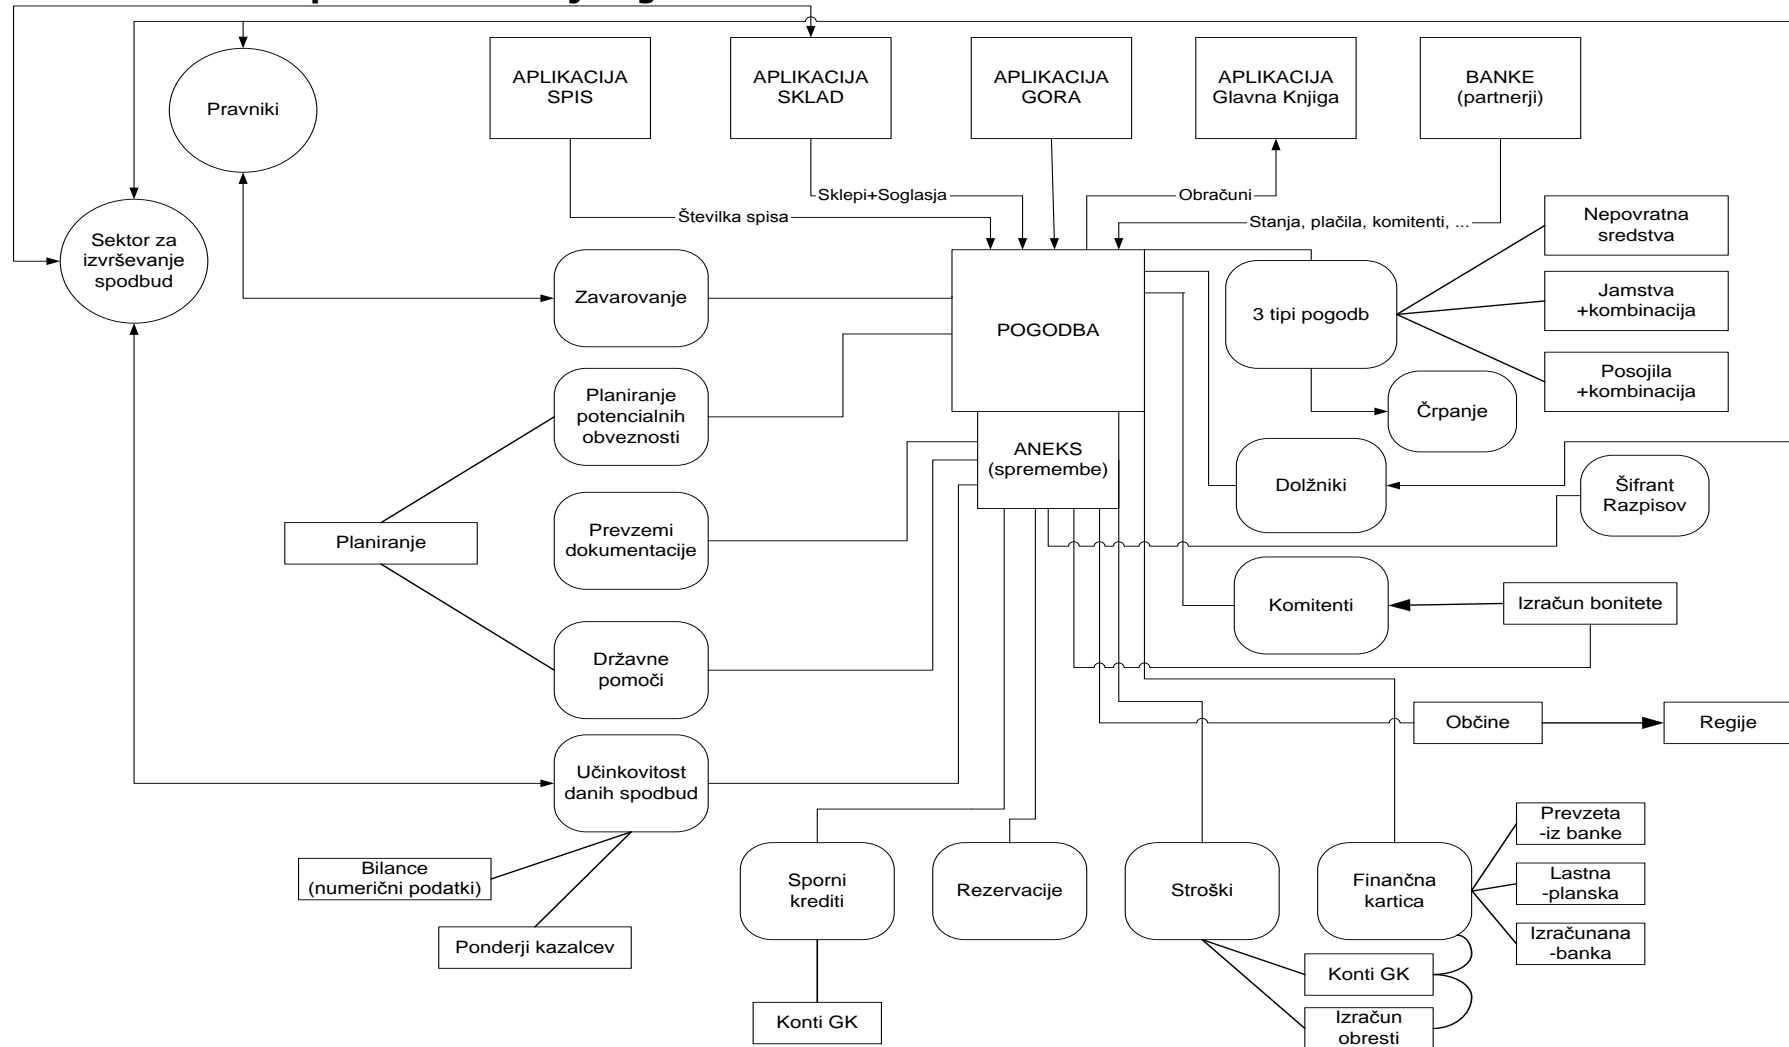 APLIKACIJA
SPIS
APLIKACIJA
SKLAD
APLIKACIJA
GORA
APLIKACIJA
Glavna Knjiga
BANKE
(partnerji)
Pravniki
Sklepi+Soglasja
Obračuni
Številka spisa
Stanja, plačila, komitenti, ...
Nepovratna
sredstva
Sektor za
izvrševanje
spodbud
Zavarovanje
POGODBA
3 tipi pogodb
Jamstva
+kombinacija
Posojila
+kombinacija
Planiranje
potencialnih
obveznosti
Črpanje
ANEKS
(spremembe)
Dolžniki
Šifrant
Razpisov
Planiranje
Prevzemi
dokumentacije
Komitenti
Izračun bonitete
Državne
pomoči
Občine
Regije
Učinkovitost
danih spodbud
Bilance
(numerični podatki)
Ponderji kazalcev
Sporni
krediti
Rezervacije
Stroški
Finančna
kartica
Prevzeta
-iz banke
Lastna
-planska
Izračunana
-banka
Konti GK
Konti GK
Izračun
obresti